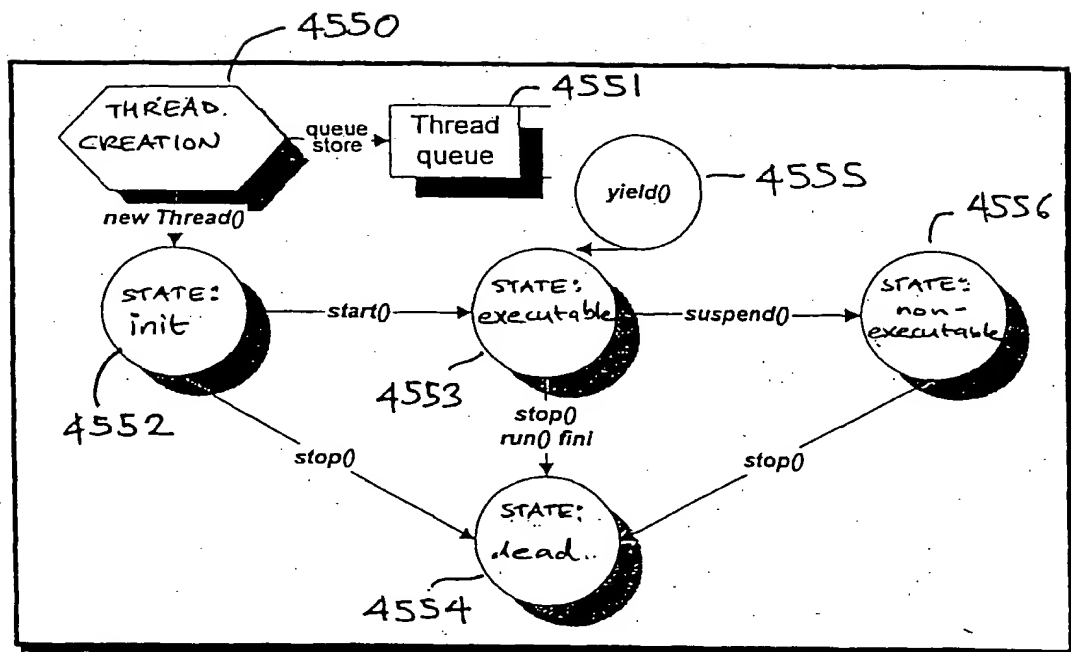 4550
THREAD.
CREATION
queue
store
Thread
queue
4551
yield()
4555
4556
new Thread()
STATE:
init
start()
STATE:
executable
suspend()
STATE:
non-
executable
4552
4553
stop()
run() fini
stop()
stop()
STATE:
dead..
4554